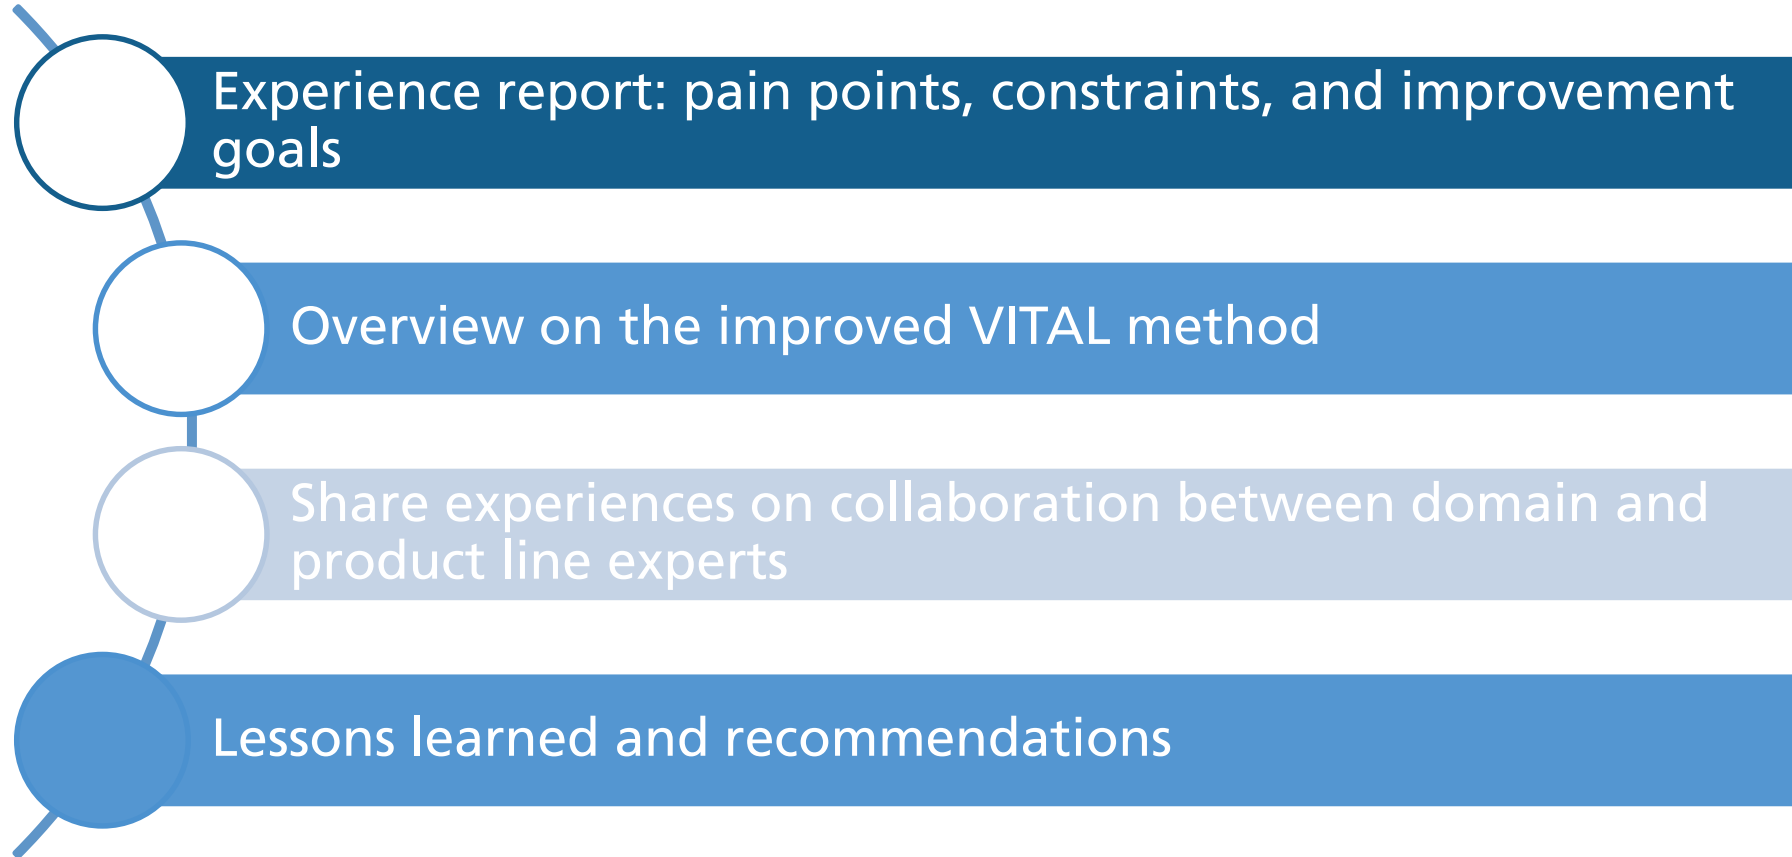 Experience report: pain points, constraints, and improvement
goals
Overview on the improved VITAL method
Share experiences on collaboration between domain and
product line experts
Lessons learned and recommendations